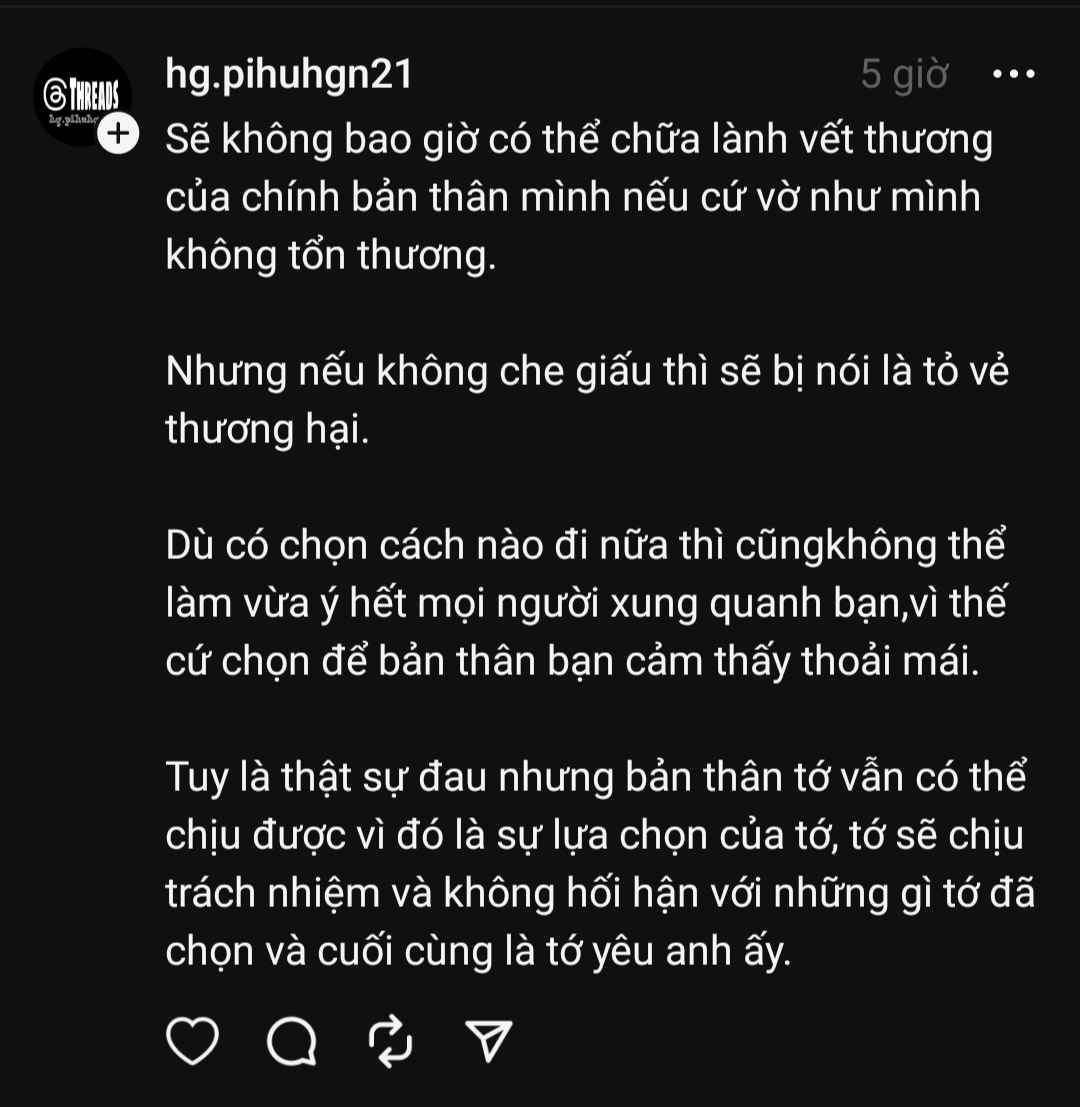 hg.pihuhgn21
5 giờ
@THREADS
Sẽ không bao giờ có thể chữa lành vết thương
của chính bản thân mình nếu cứ vờ như mình
không tổn thương.
Nhưng nếu không che giấu thì sẽ bị nói là tỏ vẻ
thương hại.
Dù có chọn cách nào đi nữa thì cũngkhông thể
làm vừa ý hết mọi người xung quanh bạn,vì thế
cứ chọn để bản thân bạn cảm thấy thoải mái.
Tuy là thật sự đau nhưng bản thân tớ vẫn có thể
chịu được vì đó là sự lựa chọn của tớ, tớ sẽ chịu
trách nhiệm và không hối hận với những gì tớ đã
chọn và cuối cùng là tớ yêu anh ấy.